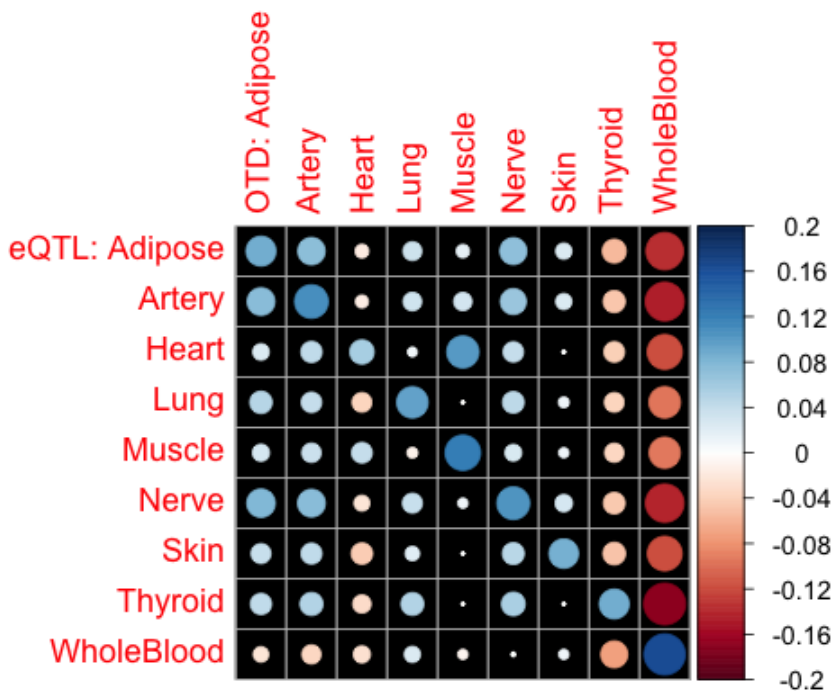 OTD: Adipose
Artery
Heart
Lung
Muscle
Nerve
Skin
Thyroid
WholeBlood
eQTL: Adipose
Artery
Heart
Lung
Muscle
Nerve
Skin
Thyroid
WholeBlood
0.2
0.16
0.12
0.08
0.04
0
-0.04
-0.08
-0.12
-0.16
-0.2